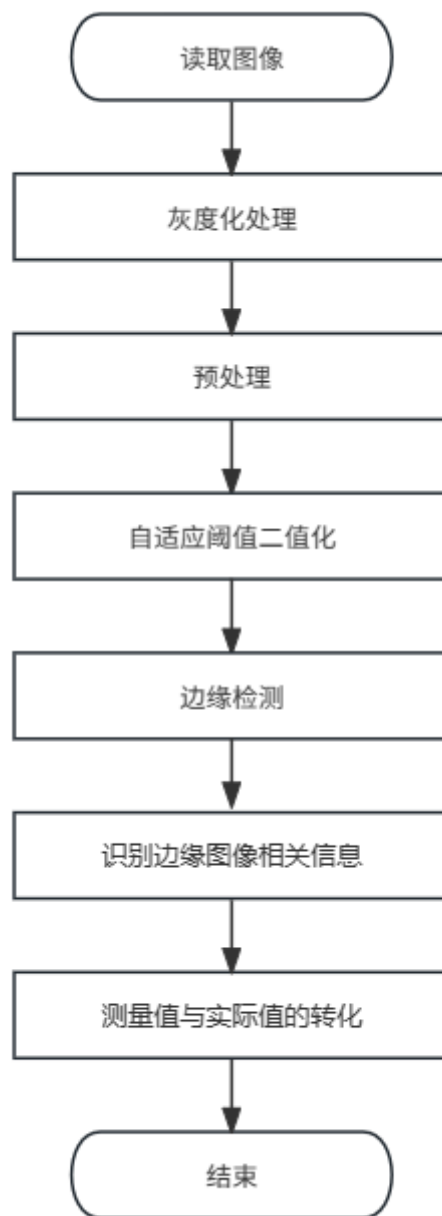 读取图像
灰度化处理
预处理
自适应阈值二值化
边缘检测
识别边缘图像相关信息
测量值与实际值的转化
结束